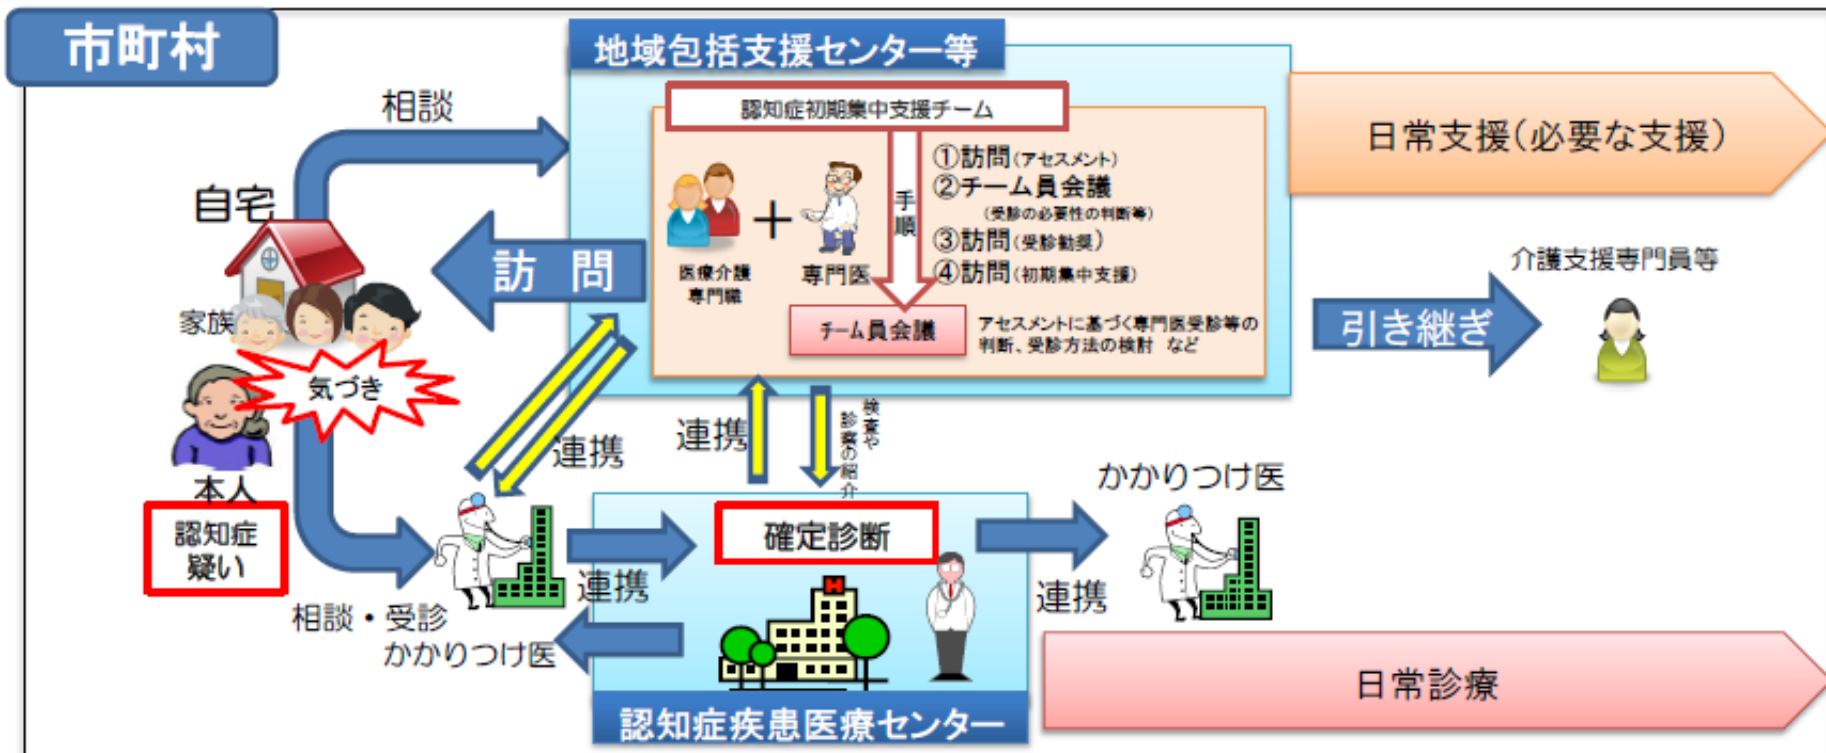 市町村
地域包括支援センター等
相談
認知症初期集中支援チーム
日常支援(必要な支援)
自宅
訪 問
医療介護
専門職
＋
専門医
手順
①訪問(アセスメント)
②チーム員会議
(受診の必要性の判断等)
③訪問(受診勧奨)
④訪問(初期集中支援)
チーム員会議
アセスメントに基づく専門医受診等の
判断、受診方法の検討 など
介護支援専門員等
引き継ぎ
家族
気づき
本人
認知症
疑い
連携
連携
検査や
診察の紹介
かかりつけ医
確定診断
連携
連携
相談・受診
かかりつけ医
H
認知症疾患医療センター
日常診療